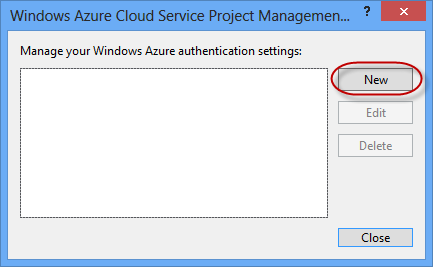 Windows Azure Cloud Service Project Managemen... ?
Manage your Windows Azure authentication settings:
New
Edit
Delete
Close